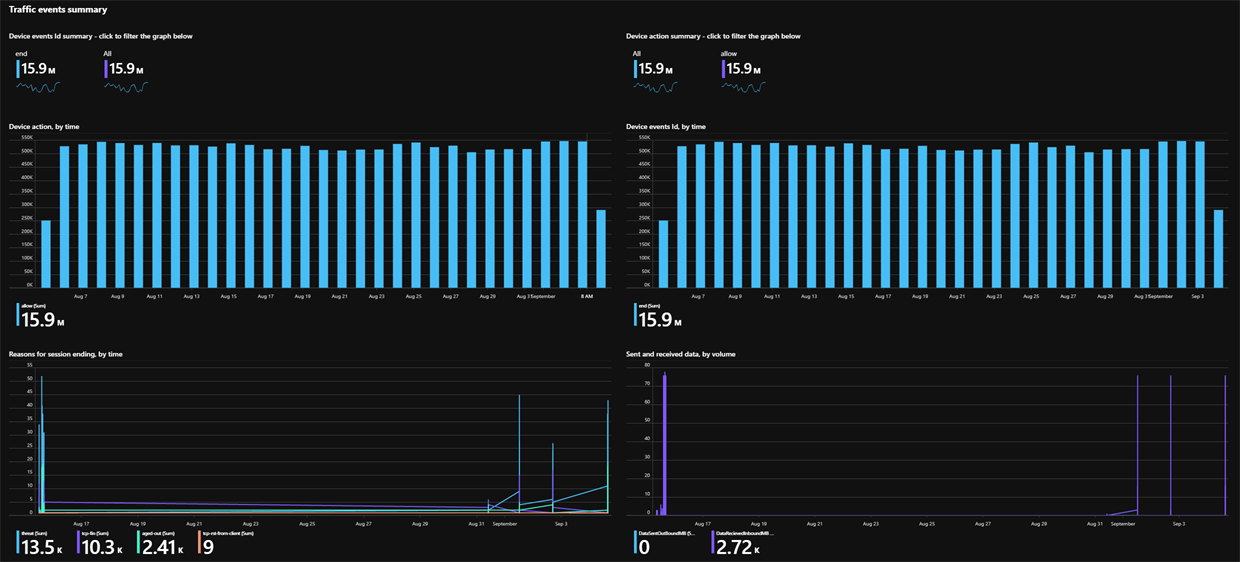 Traffic events summary
Device events Id summary - click to filter the graph below
end
15.9 M
All
15.9 M
Device action summary - click to filter the graph below
All
15.9 M
allow
15.9 M
Device action, by time
550K
500K
450K
400K
350K
300K
250K
200K
150K
100K
50K
0K
Aug 7
Aug 9
Aug 11
Aug 13
Aug 15
Aug 17
Aug 19
Aug 21
Aug 23
Aug 25
Aug 27
Aug 29
Aug 31
September
8 AM
allow (Sum)
15.9 M
Device events Id, by time
550K
500K
450K
400K
350K
300K
250K
200K
150K
100K
50K
0K
Aug 7
Aug 9
Aug 11
Aug 13
Aug 15
Aug 17
Aug 19
Aug 21
Aug 23
Aug 25
Aug 27
Aug 29
Aug 31
September
Sep 3
end (Sum)
15.9 M
Reasons for session ending, by time
55
50
45
40
35
30
25
20
15
10
5
0
Aug 17
Aug 19
Aug 21
Aug 23
Aug 25
Aug 27
Aug 29
Aug 31
September
Sep 3
threat (Sum)
13.5 K
tcp-fin (Sum)
10.3 K
aged-out (Sum)
2.41 K
tcp-rst-from-client (Sum)
9
Sent and received data, by volume
80
70
60
50
40
30
20
10
0
Aug 17
Aug 19
Aug 21
Aug 23
Aug 25
Aug 27
Aug 29
Aug 31
September
Sep 3
DataSentOutBoundMB (S...
0
DataRecievedInboundMB ...
2.72 K